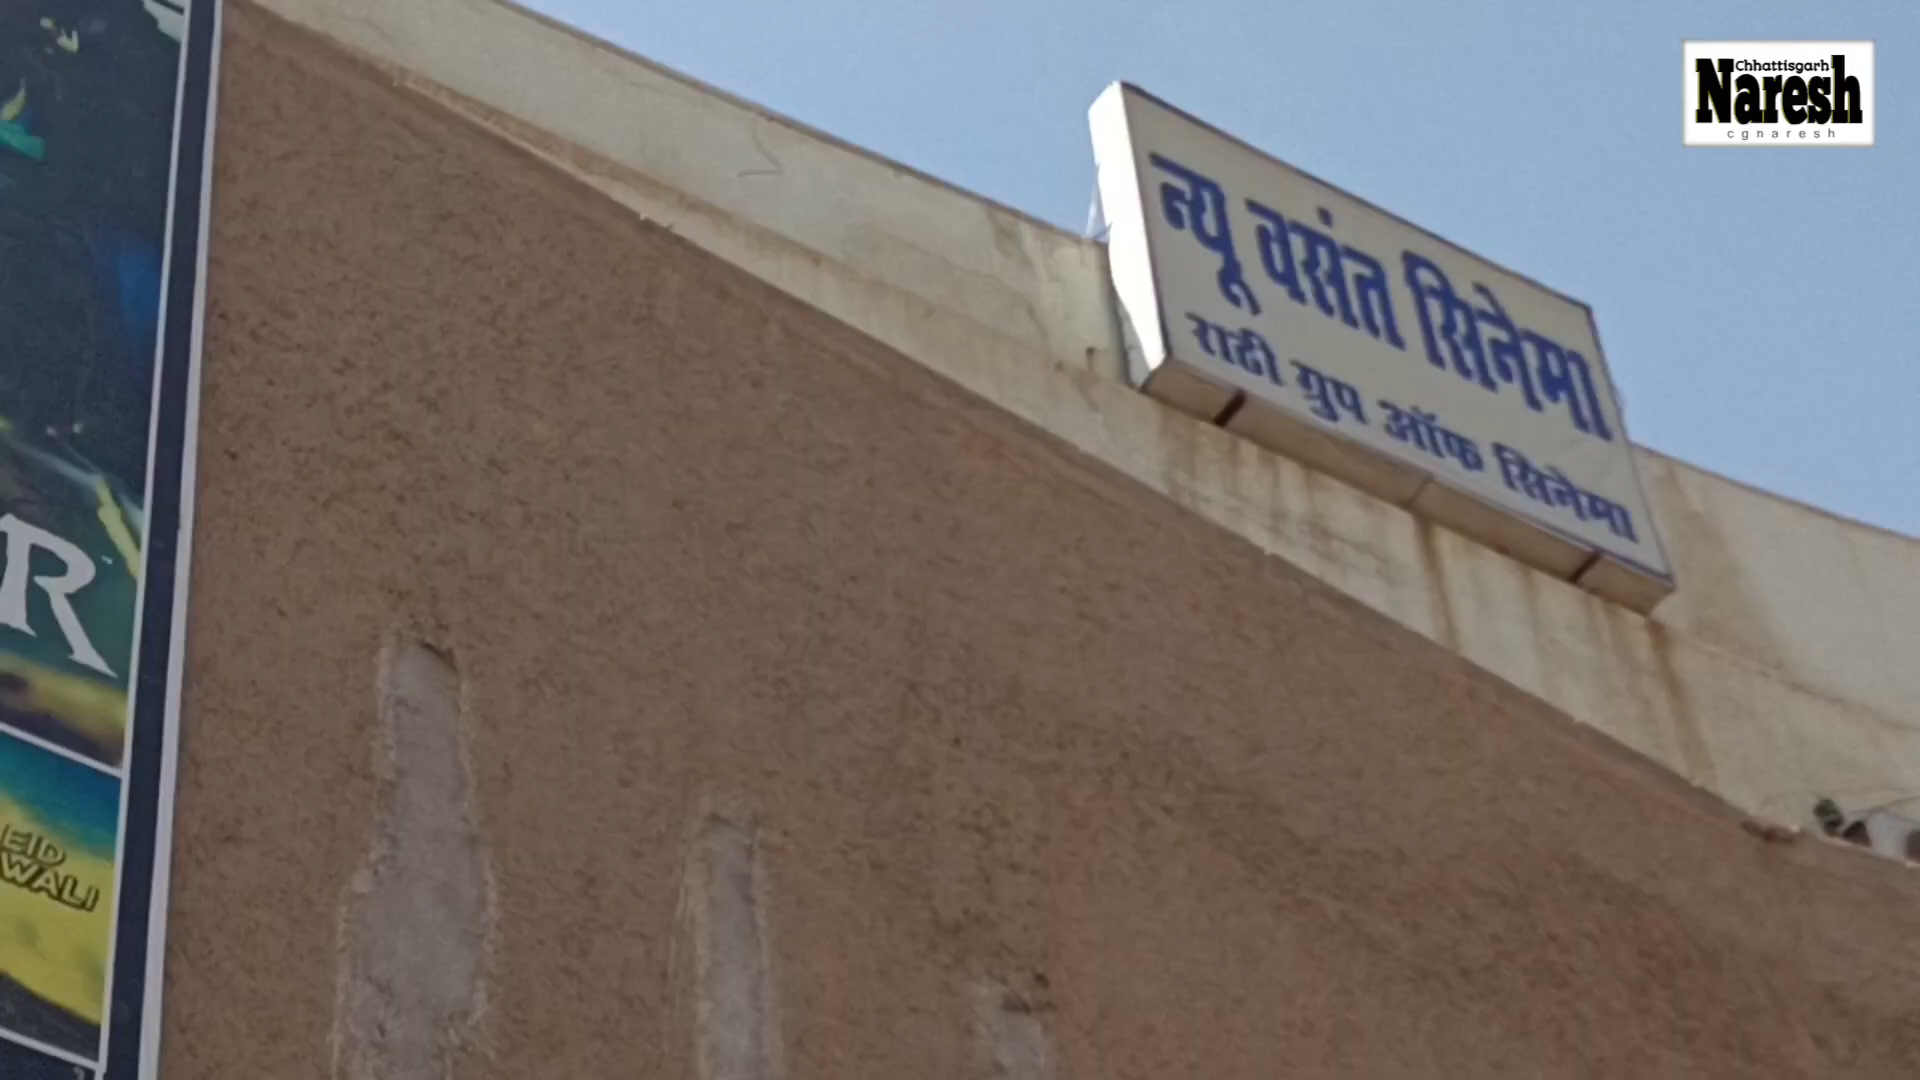 Chhattisgarh
Naresh
cgnaresh
न्यू वसंत सिनेमा
राठी ग्रुप ऑफ सिनेमा
R
EID
WALI